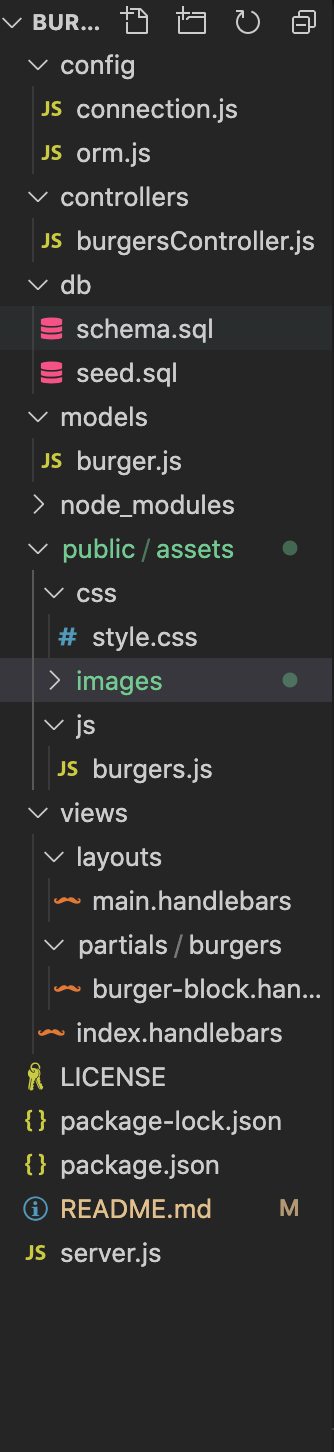 BUR...
config
JS connection.js
JS orm.js
controllers
JS burgersController.js
db
schema.sql
seed.sql
models
JS burger.js
node_modules
public / assets
css
# style.css
images
js
JS burgers.js
views
layouts
main.handlebars
partials / burgers
burger-block.han...
index.handlebars
LICENSE
{} package-lock.json
{} package.json
README.md M
JS server.js